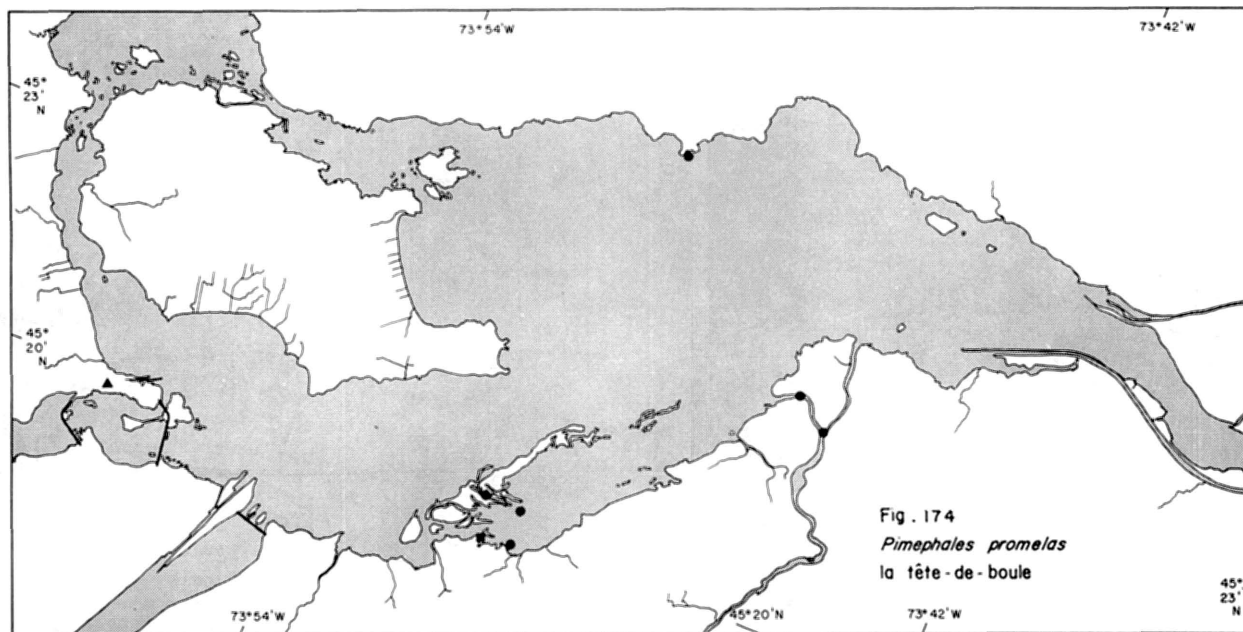 73°54'W
73°42'W
45°
23'
N
45°
20'
N
Fig. 174
Pimephales promelas
la tête-de-boule
45°
23'
N
73°54'W
45°20'N
73°42'W